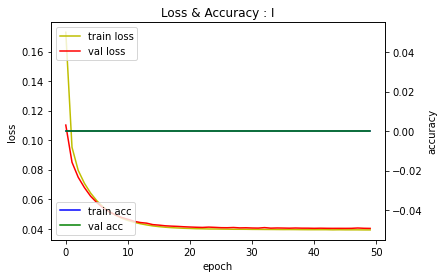 Loss & Accuracy : I
0.16
0.14
0.12
0.10
0.08
0.06
0.04
loss
train loss
val loss
train acc
val acc
0.04
0.02
0.00
−0.02
−0.04
accuracy
0
10
20
30
40
50
epoch